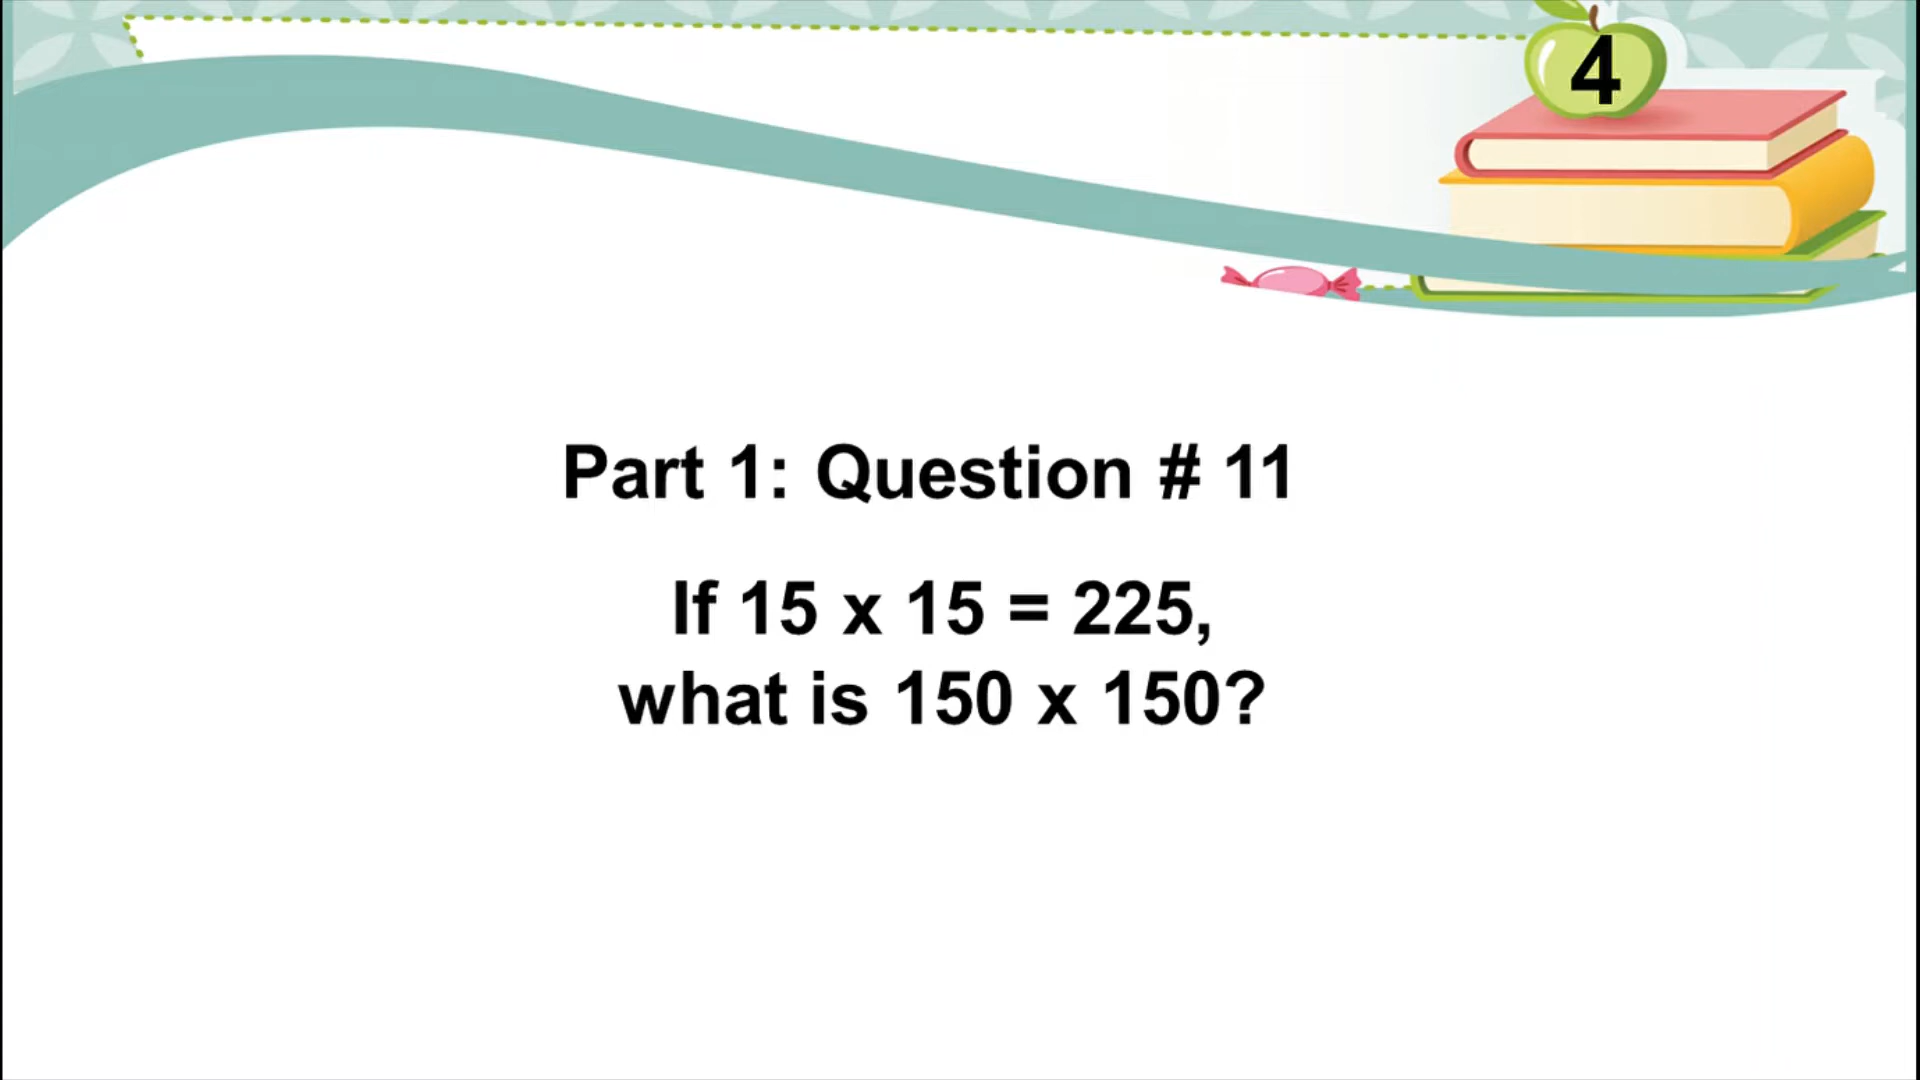 4
Part 1: Question # 11
If 15 x 15 = 225,
what is 150 x 150?